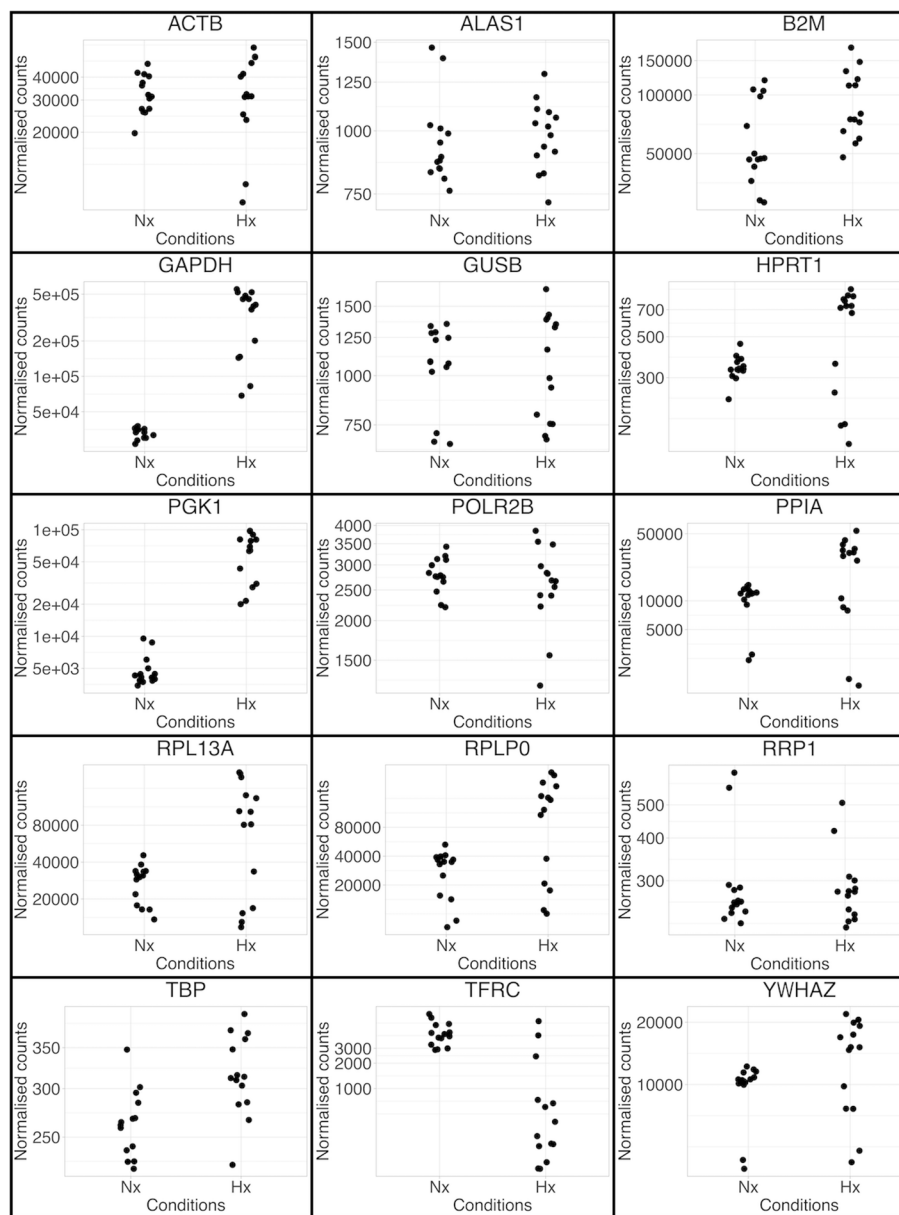 ACTB
Normalised counts
40000
30000
20000
Nx
Hx
Conditions
ALAS1
Normalised counts
1500
1250
1000
750
Nx
Hx
Conditions
B2M
Normalised counts
150000
100000
50000
Nx
Hx
Conditions
GAPDH
Normalised counts
5e+05
2e+05
1e+05
5e+04
Nx
Hx
Conditions
GUSB
Normalised counts
1500
1250
1000
750
Nx
Hx
Conditions
HPRT1
Normalised counts
700
500
300
Nx
Hx
Conditions
PGK1
Normalised counts
1e+05
5e+04
2e+04
1e+04
5e+03
Nx
Hx
Conditions
POLR2B
Normalised counts
4000
3500
3000
2500
2000
1500
Nx
Hx
Conditions
PPIA
Normalised counts
50000
10000
5000
Nx
Hx
Conditions
RPL13A
Normalised counts
80000
40000
20000
Nx
Hx
Conditions
RPLP0
Normalised counts
80000
40000
20000
Nx
Hx
Conditions
RRP1
Normalised counts
500
400
300
Nx
Hx
Conditions
TBP
Normalised counts
350
300
250
Nx
Hx
Conditions
TFRC
Normalised counts
3000
2000
1000
Nx
Hx
Conditions
YWHAZ
Normalised counts
20000
10000
Nx
Hx
Conditions